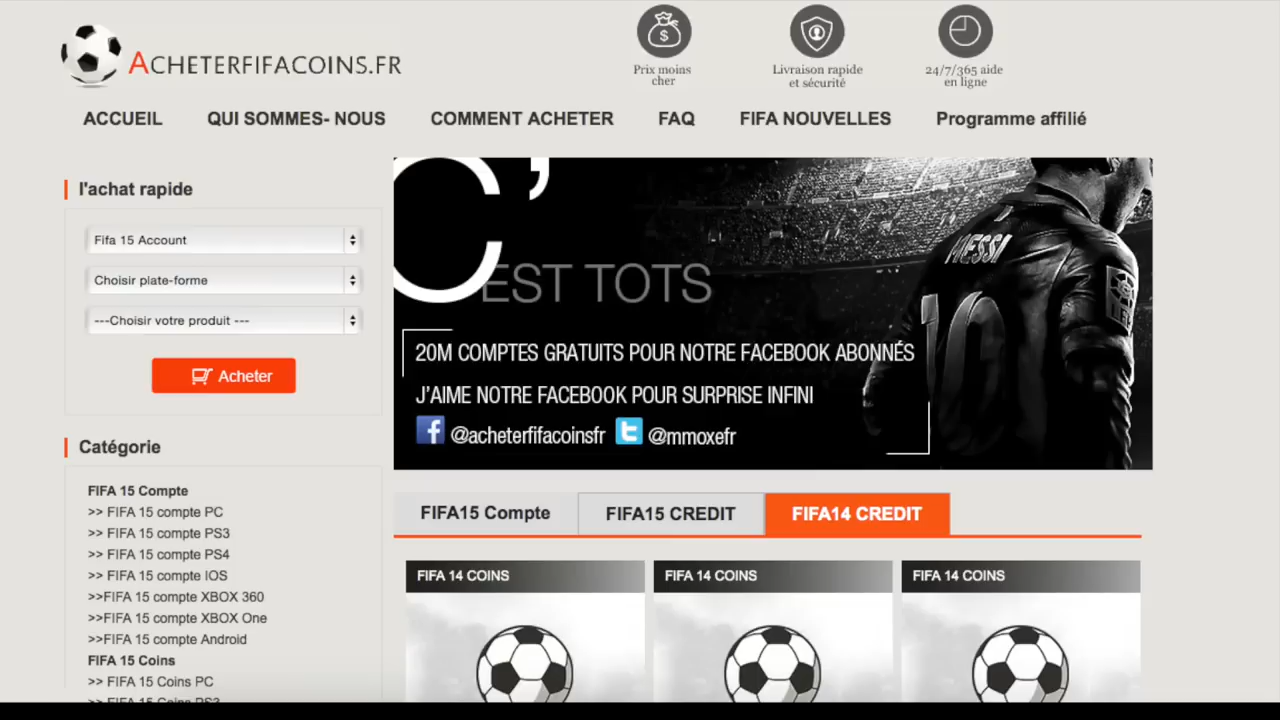 ACHETERFIFACOINS.FR
Prix moins
cher
Livraison rapide
et sécurité
24/7/365 aide
en ligne
ACCUEIL
QUI SOMMES- NOUS
COMMENT ACHETER
FAQ
FIFA NOUVELLES
Programme affilié
l'achat rapide
Fifa 15 Account
Choisir plate-forme
---Choisir votre produit ---
Acheter
Catégorie
FIFA 15 Compte
>> FIFA 15 compte PC
>> FIFA 15 compte PS3
>> FIFA 15 compte PS4
>> FIFA 15 compte IOS
>>FIFA 15 compte XBOX 360
>>FIFA 15 compte XBOX One
>>FIFA 15 compte Android
FIFA 15 Coins
>> FIFA 15 Coins PC
>> FIFA 15 Coins PS3
C'EST TOTS
MESSI
10
20M COMPTES GRATUITS POUR NOTRE FACEBOOK ABONNÉS
J'AIME NOTRE FACEBOOK POUR SURPRISE INFINI
@acheterfifacoinsfr @mmoxefr
FIFA15 Compte
FIFA15 CREDIT
FIFA14 CREDIT
FIFA 14 COINS
FIFA 14 COINS
FIFA 14 COINS